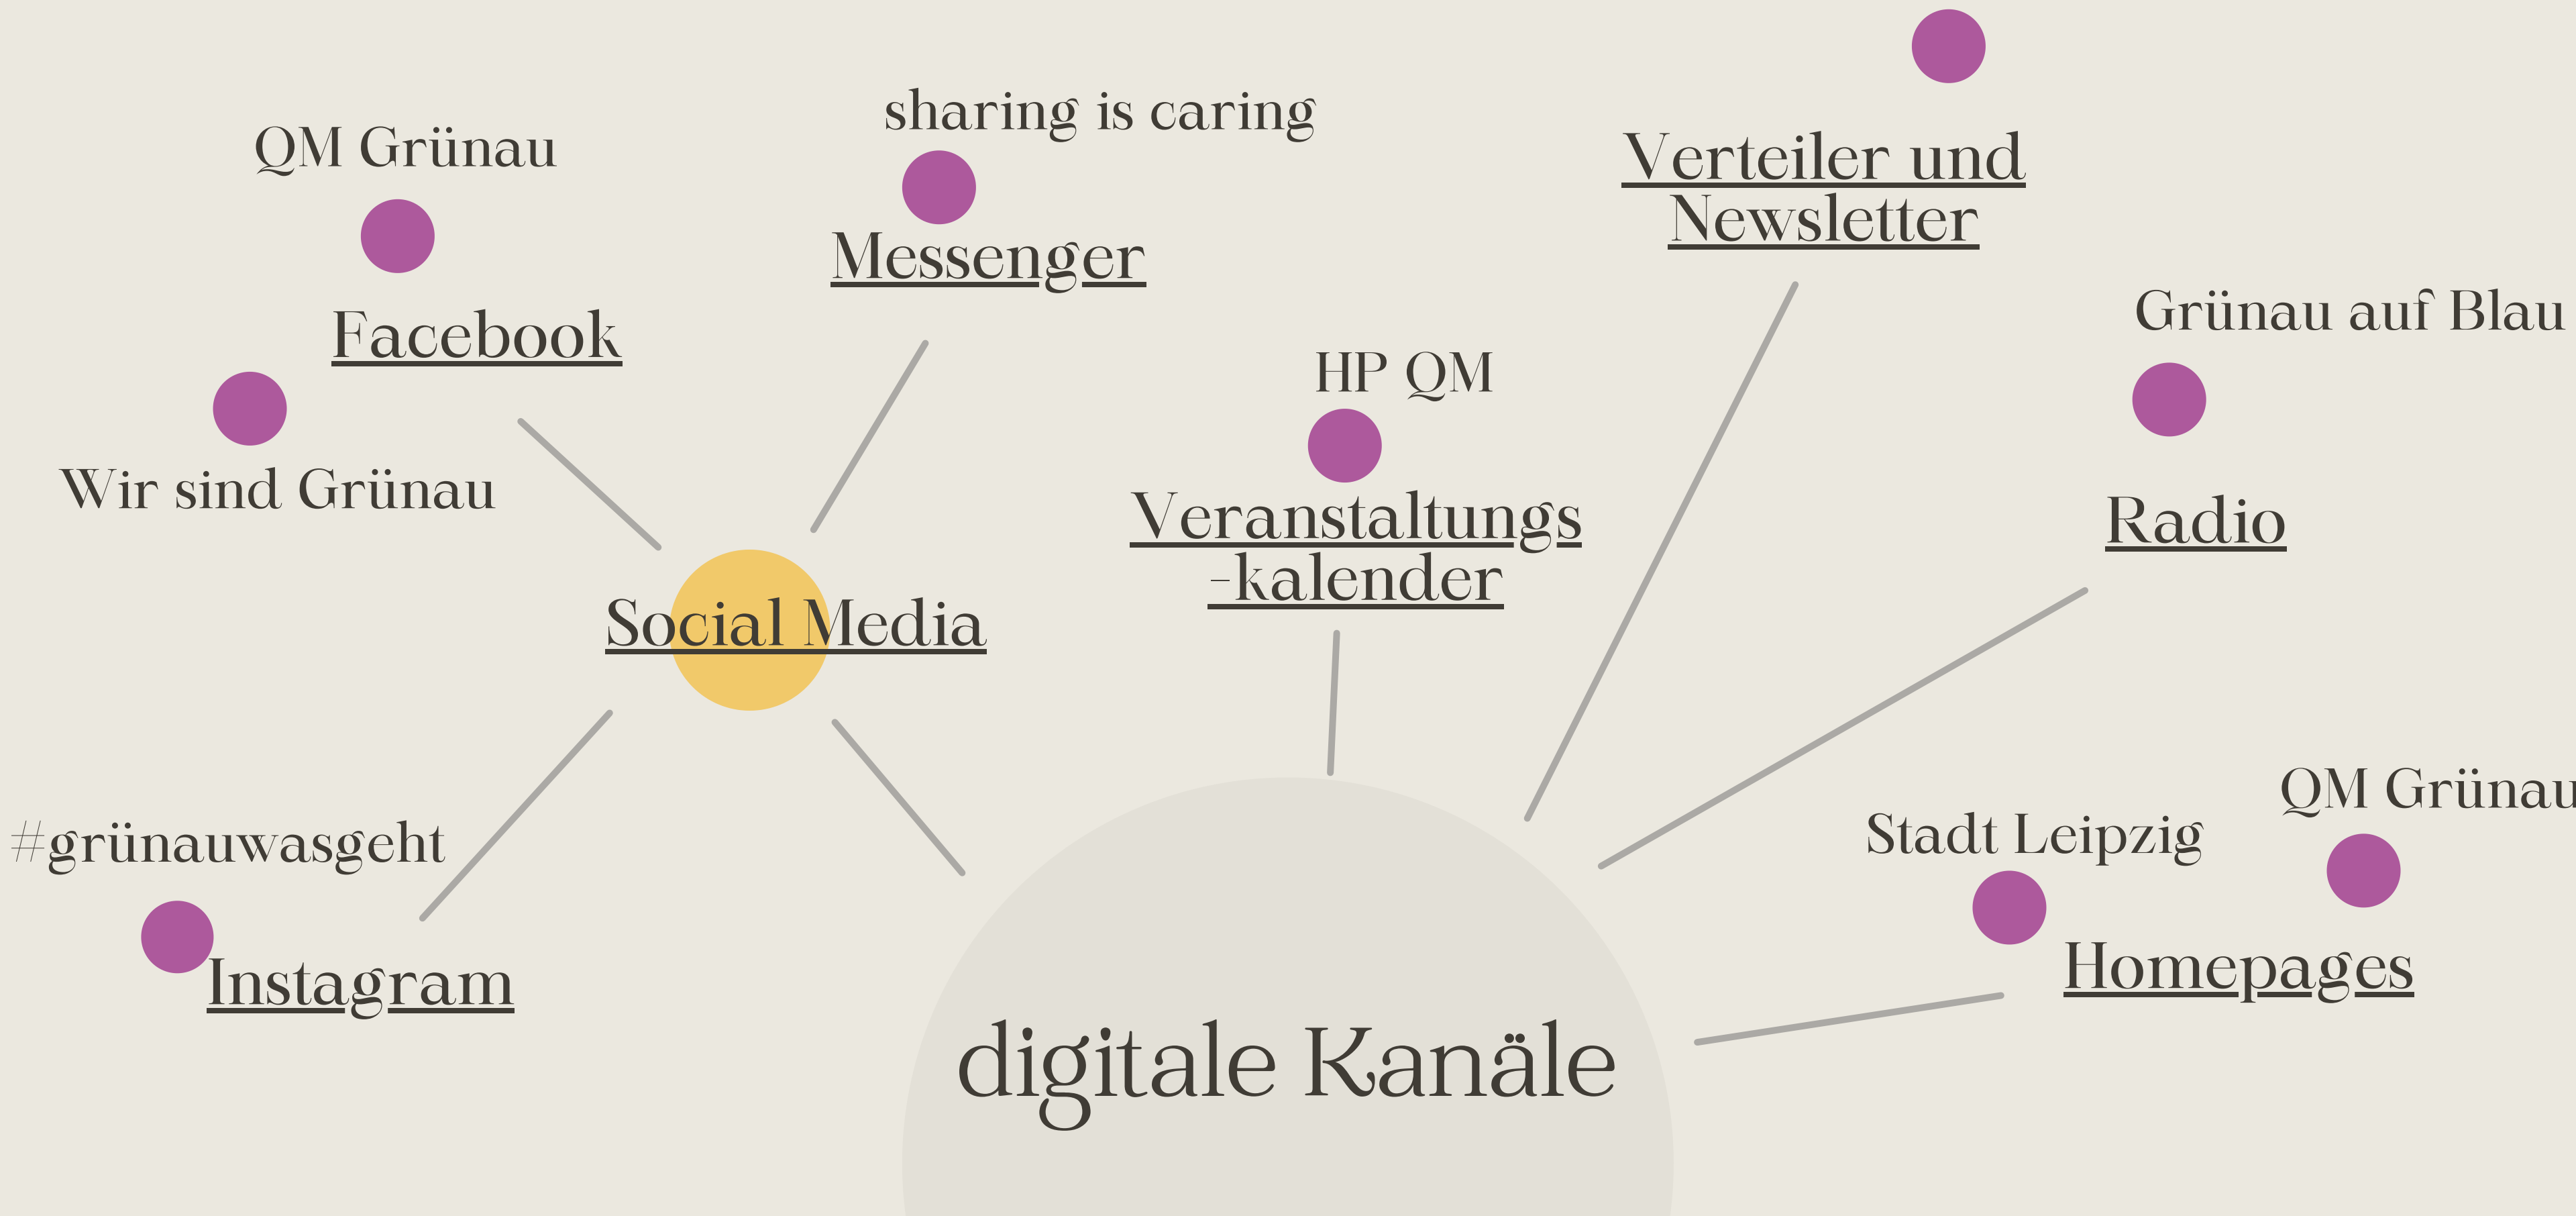 sharing is caring
QM Grünau
Verteiler und
Newsletter
Messenger
Grünau auf Blau
Facebook
HP QM
Wir sind Grünau
Veranstaltungs
-kalender
Radio
Social Media
QM Grünau
Stadt Leipzig
#grünauwasgeht
Homepages
Instagram
digitale Kanäle